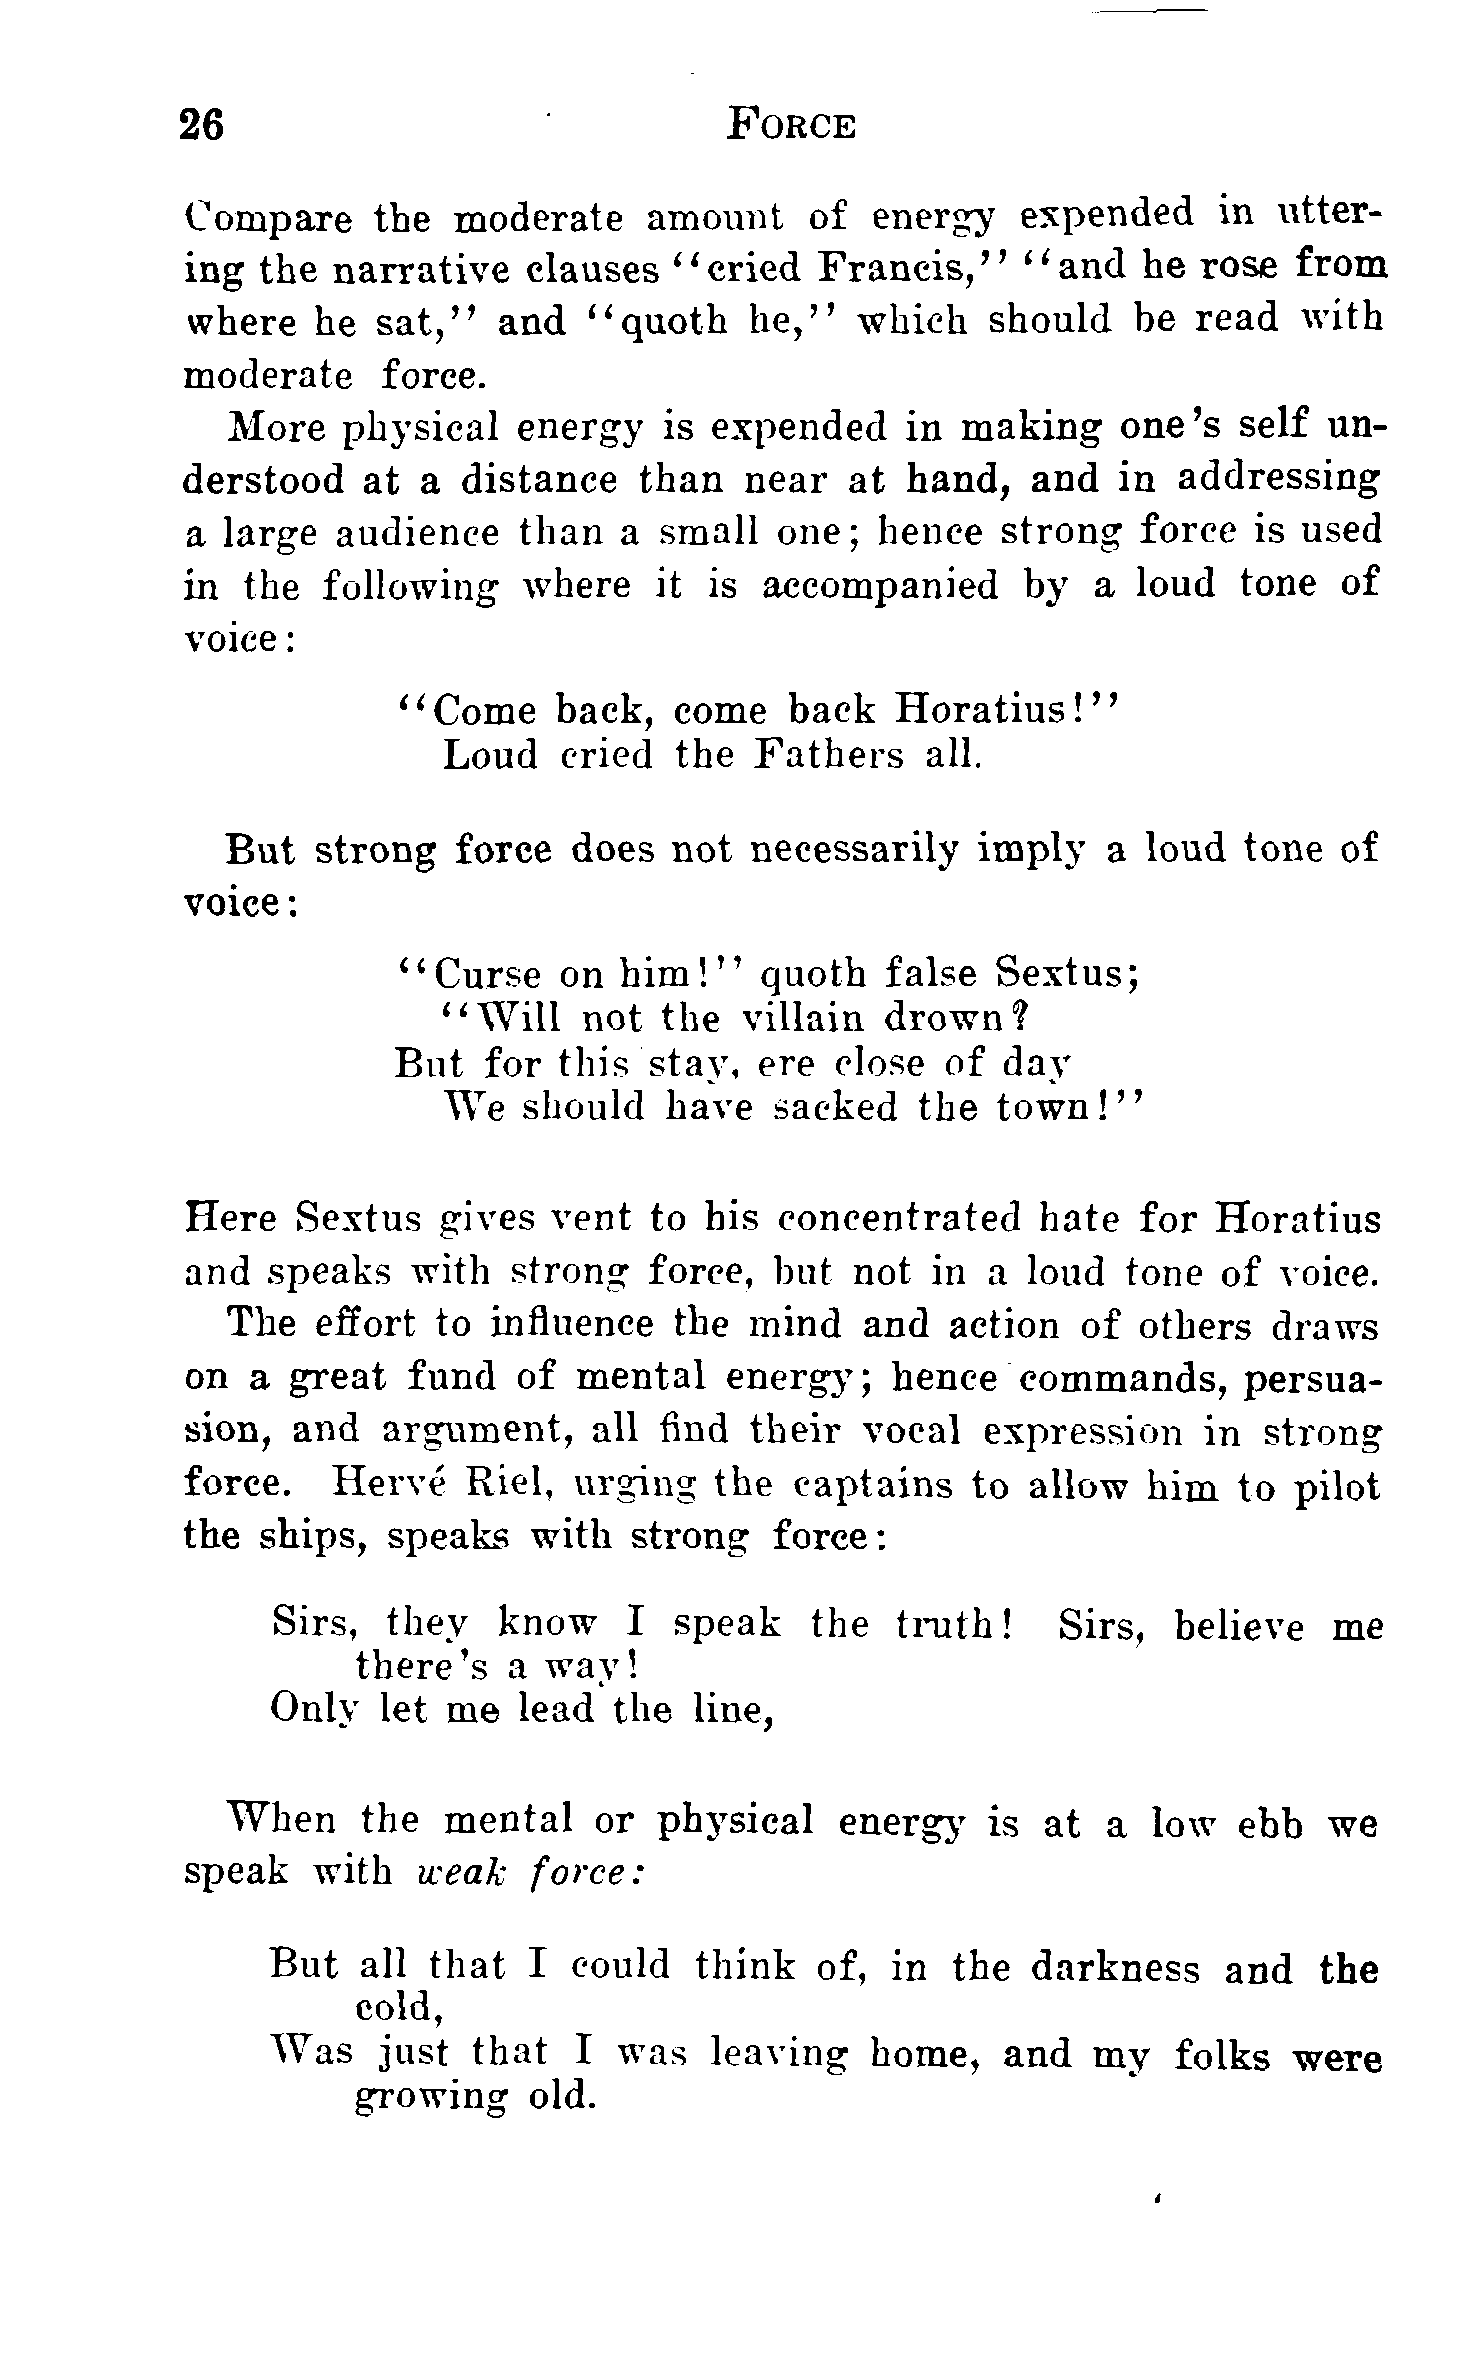 26 FORCE
Compare the moderate amount of energy expended in utter-
ing the narrative clauses "cried Francis," "and he rose from
where he sat," and "quoth he," which should be read with
moderate force.
More physical energy is expended in making one's self un-
derstood at a distance than near at hand, and in addressing
a large audience than a small one; hence strong force is used
in the following where it is accompanied by a loud tone of
voice:
"Come back, come back Horatius!"
Loud cried the Fathers all.
But strong force does not necessarily imply a loud tone of
voice:
"Curse on him!" quoth false Sextus;
"Will not the villain drown?
But for this stay, ere close of day
We should have sacked the town!"
Here Sextus gives vent to his concentrated hate for Horatius
and speaks with strong force, but not in a loud tone of voice.
The effort to influence the mind and action of others draws
on a great fund of mental energy; hence commands, persua-
sion, and argument, all find their vocal expression in strong
force. Hervé Riel, urging the captains to allow him to pilot
the ships, speaks with strong force:
Sirs, they know I speak the truth! Sirs, believe me
there's a way!
Only let me lead the line,
When the mental or physical energy is at a low ebb we
speak with weak force:
But all that I could think of, in the darkness and the
cold,
Was just that I was leaving home, and my folks were
growing old.